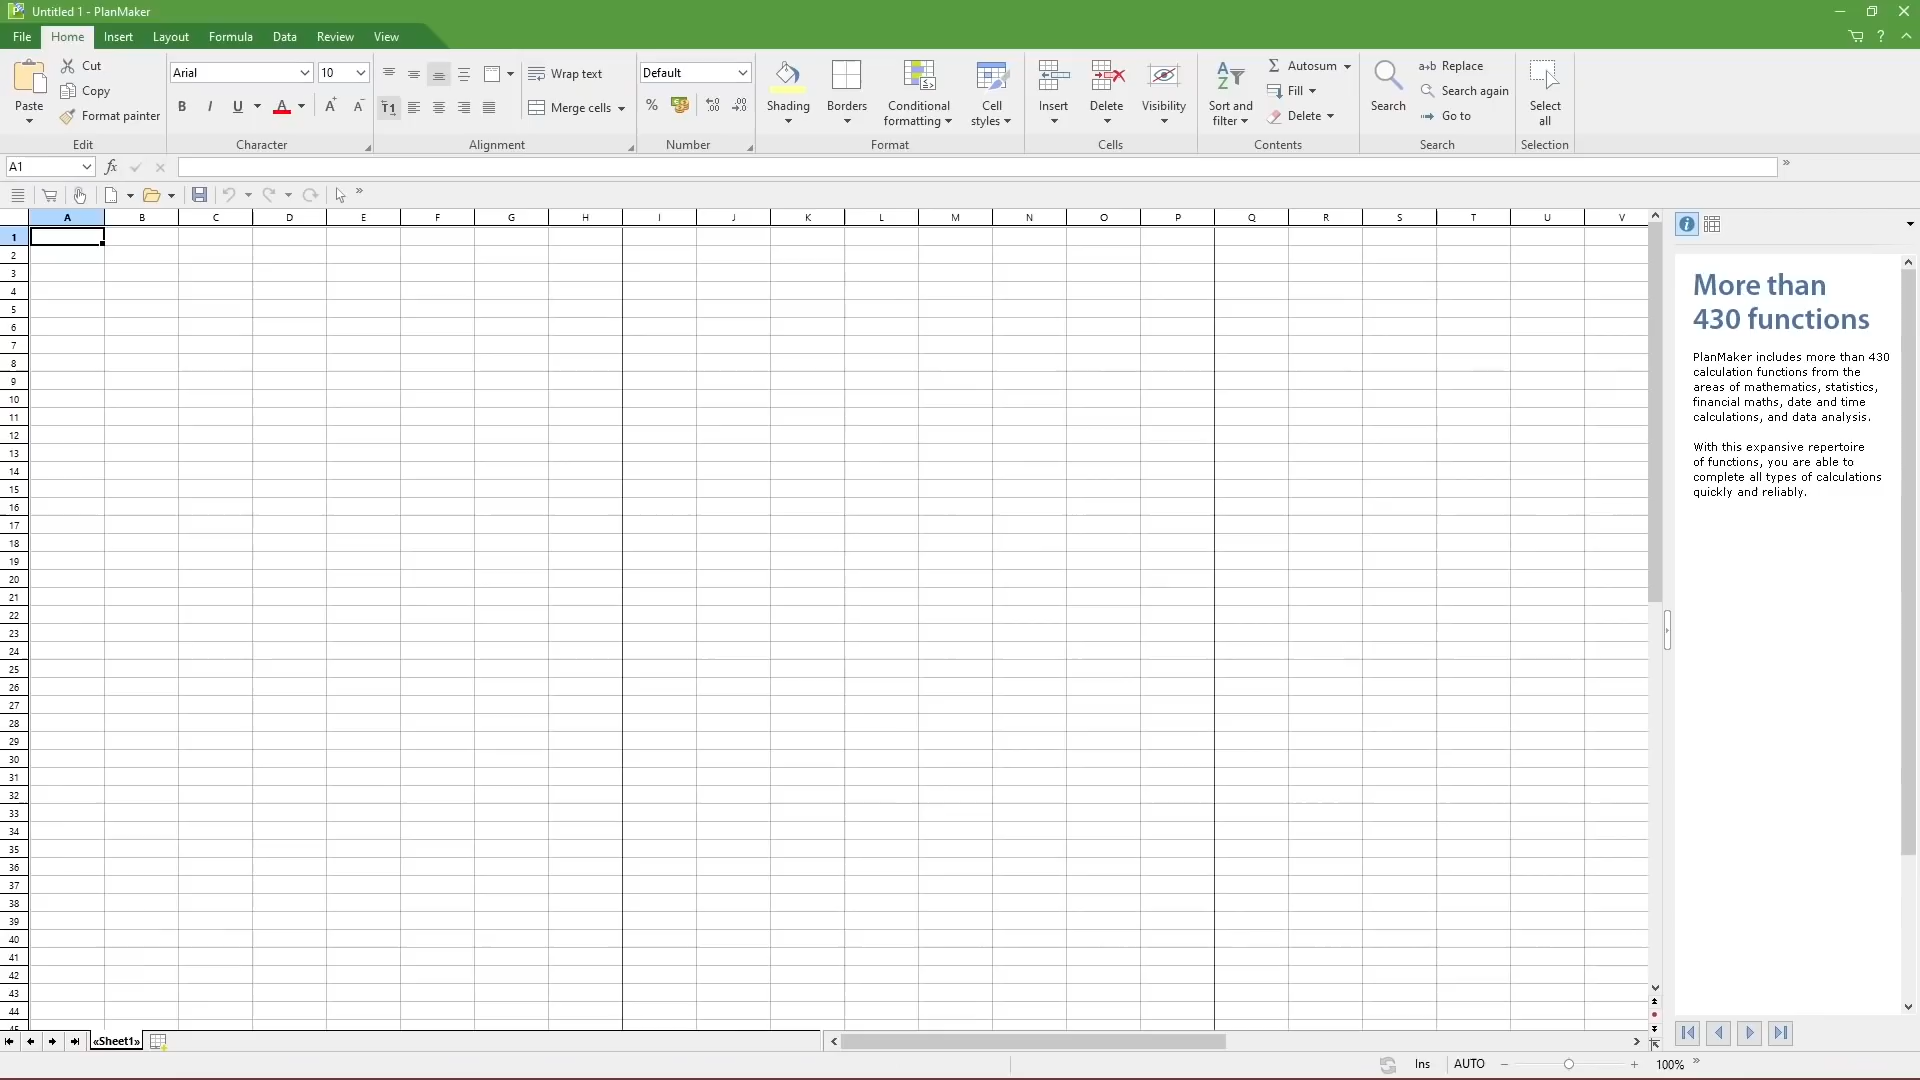 Untitled 1 - PlanMaker
File Home Insert Layout Formula Data Review View
Paste
Cut
Copy
Format painter
Edit
Arial 10
B I U A A A
Character
T1
Wrap text
Merge cells
Alignment
Default
%
Number
Shading
Borders
Conditional
formatting
Cell
styles
Format
Insert
Delete
Visibility
Cells
Sort and
filter
Autosum
Fill
Delete
Contents
Search
Replace
Search again
Go to
Search
Select
all
Selection
A1 fx
A B C D E F G H I J K L M N O P Q R S T U V
1
2
3
4
5
6
7
8
9
10
11
12
13
14
15
16
17
18
19
20
21
22
23
24
25
26
27
28
29
30
31
32
33
34
35
36
37
38
39
40
41
42
43
44
45
More than
430 functions
PlanMaker includes more than 430
calculation functions from the
areas of mathematics, statistics,
financial maths, date and time
calculations, and data analysis.
With this expansive repertoire
of functions, you are able to
complete all types of calculations
quickly and reliably.
«Sheet1»
Ins AUTO 100%